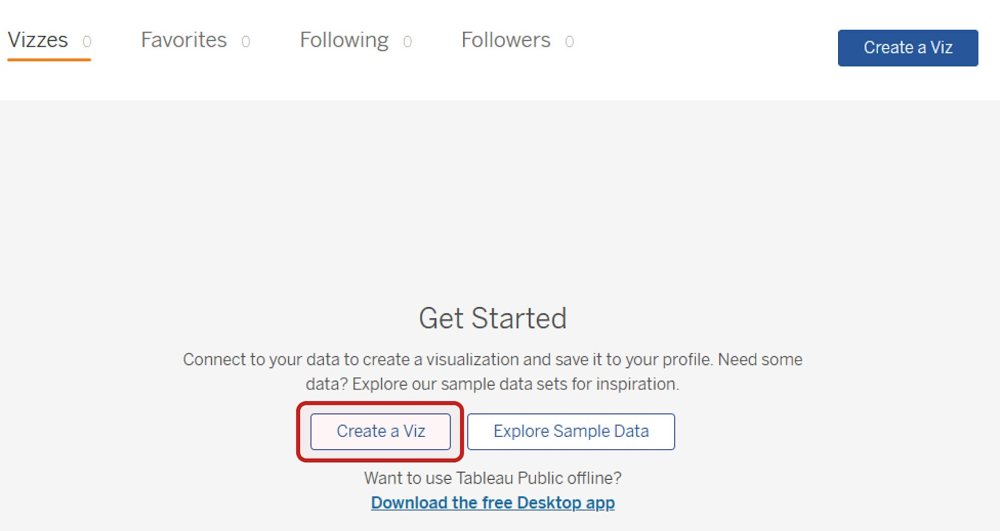 Vizzes 0 Favorites 0 Following 0 Followers 0 Create a Viz
Get Started
Connect to your data to create a visualization and save it to your profile. Need some
data? Explore our sample data sets for inspiration.
Create a Viz Explore Sample Data
Want to use Tableau Public offline?
Download the free Desktop app